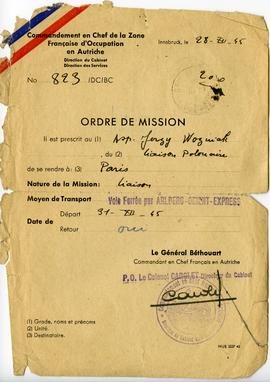 Commandement en Chef de la Zone
Française d'Occupation
en Autriche
Direction du Cabinet
Direction des Services
Innsbruck, le 28-XII-45
No 823 /DC/BC
ORDRE DE MISSION
Il est prescrit au (1) Asp. Jerzy Wozniak
du (2) liaison Polonaise
de se rendre à: (3) Paris
Nature de la Mission: liaison
Moyen de Transport Voie Ferrée par ARLBERG-ORIENT-EXPRESS
Départ 31-XII-45
Date de
Retour oui
Le Général Béthouart
Commandant en Chef Français en Autriche
P.O. Le Colonel CAROLET Directeur du Cabinet
(1) Grade, noms et prénoms
(2) Unité.
(3) Destinataire.